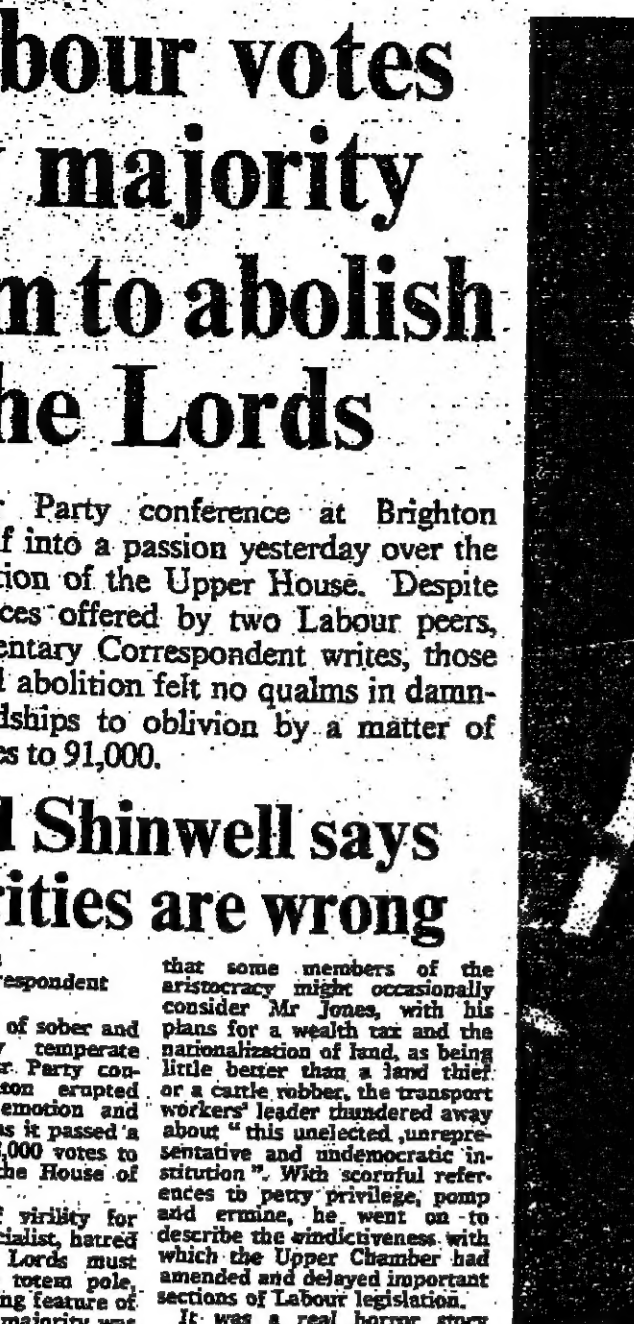 bour votes
majority
m to abolish
he Lords
Party conference at Brighton
f into a passion yesterday over the
tion of the Upper House. Despite
ces offered by two Labour peers,
entary Correspondent writes, those
l abolition felt no qualms in damn-
dships to oblivion by a matter of
es to 91,000.
d Shinwell says
rities are wrong
respondent
of sober and
temperate
r Party con-
ton erupted
emotion and
as it passed a
,000 votes to
the House of
f virility for
cialist, hatred
Lords must
totem pole,
ng feature of
majority was
that some members of the
aristocracy might occasionally
consider Mr Jones, with his
plans for a wealth tax and the
nationalization of land, as being
little better than a land thief
or a cattle robber, the transport
workers' leader thundered away
about “ this unelected ,unrepre-
sentative and undemocratic in-
stitution ”. With scornful refer-
ences to petty privilege, pomp
and ermine, he went on to
describe the vindictiveness with
which the Upper Chamber had
amended and delayed important
sections of Labour legislation.
It was a real horror story